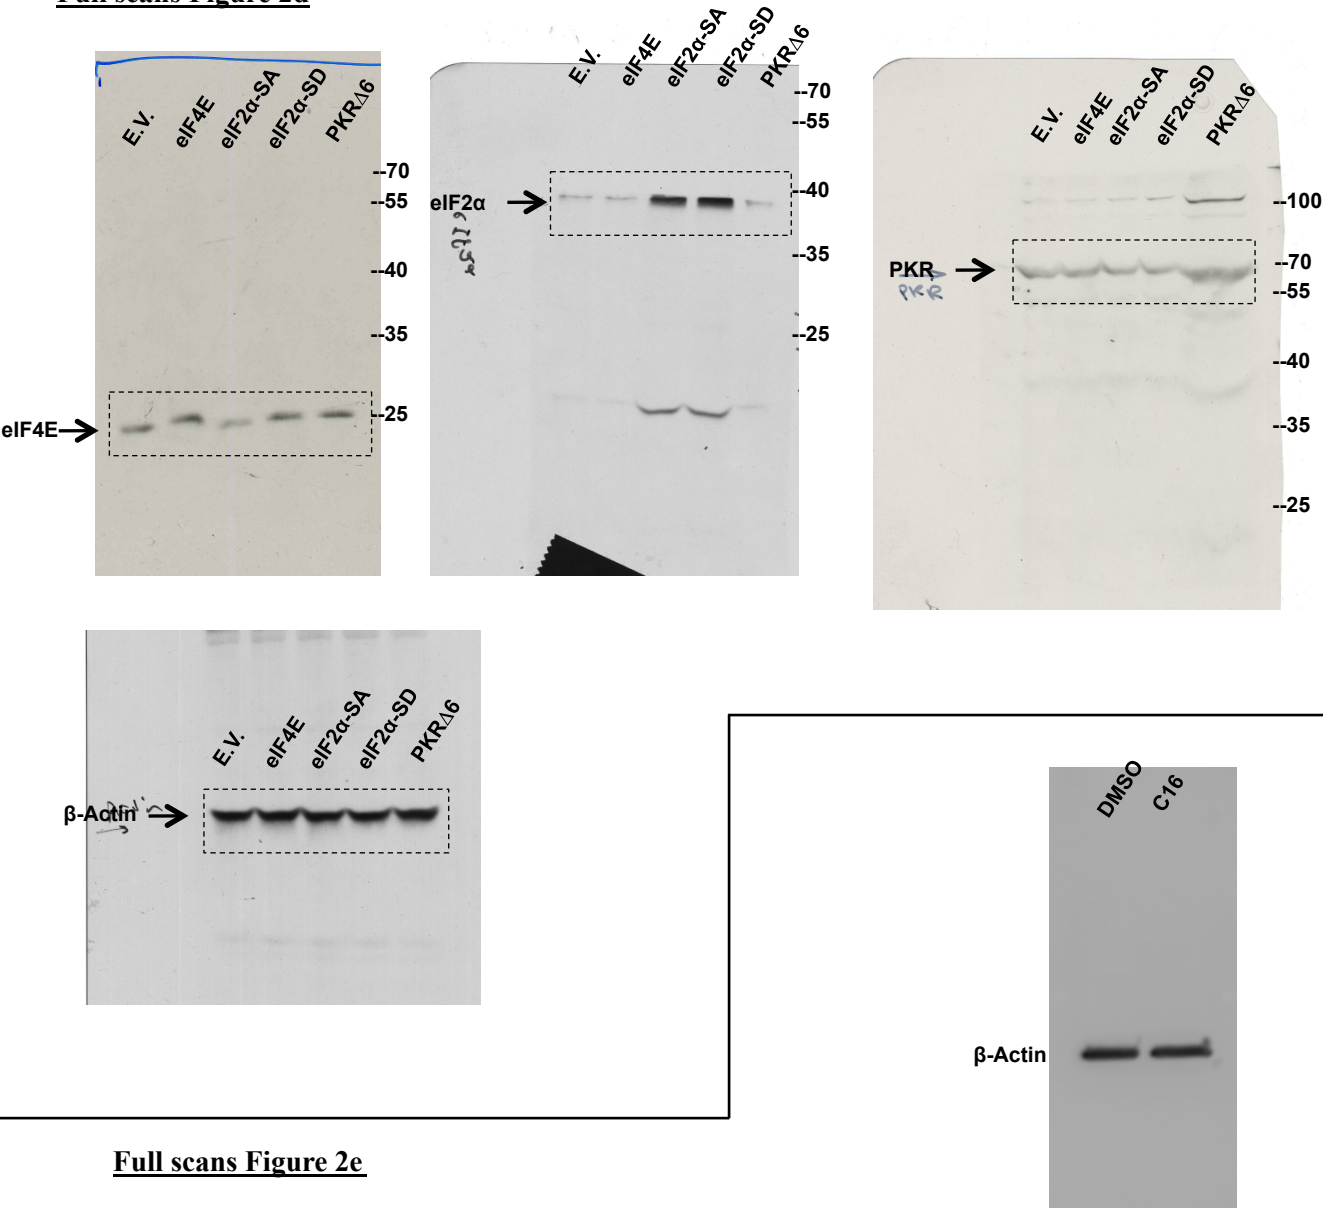 Full scans Figure 2d
E.V. eIF4E eIF2α-SA eIF2α-SD PKRΔ6
--70
--55
--40
--35
--25
eIF4E
E.V. eIF4E eIF2α-SA eIF2α-SD PKRΔ6
--70
--55
--40
--35
--25
eIF2α
E.V. eIF4E eIF2α-SA eIF2α-SD PKRΔ6
--100
--70
--55
--40
--35
--25
PKR
PKR
E.V. eIF4E eIF2α-SA eIF2α-SD PKRΔ6
β-Actin
DMSO C16
β-Actin
Full scans Figure 2e